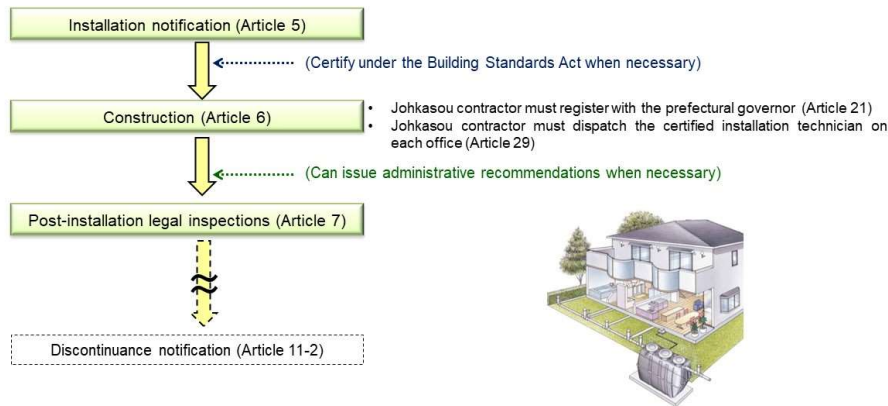 Installation notification (Article 5)
(Certify under the Building Standards Act when necessary)
Construction (Article 6)
• Johkasou contractor must register with the prefectural governor (Article 21)
• Johkasou contractor must dispatch the certified installation technician on
each office (Article 29)
(Can issue administrative recommendations when necessary)
Post-installation legal inspections (Article 7)
Discontinuance notification (Article 11-2)